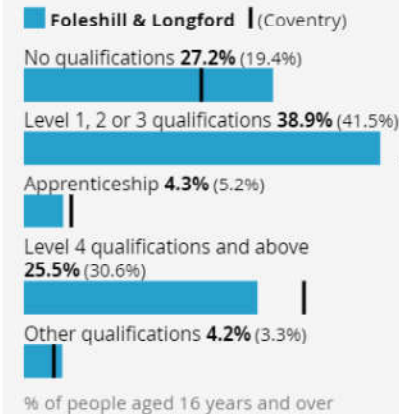 Foleshill & Longford (Coventry)
No qualifications 27.2% (19.4%)
Level 1, 2 or 3 qualifications 38.9% (41.5%)
Apprenticeship 4.3% (5.2%)
Level 4 qualifications and above
25.5% (30.6%)
Other qualifications 4.2% (3.3%)
% of people aged 16 years and over